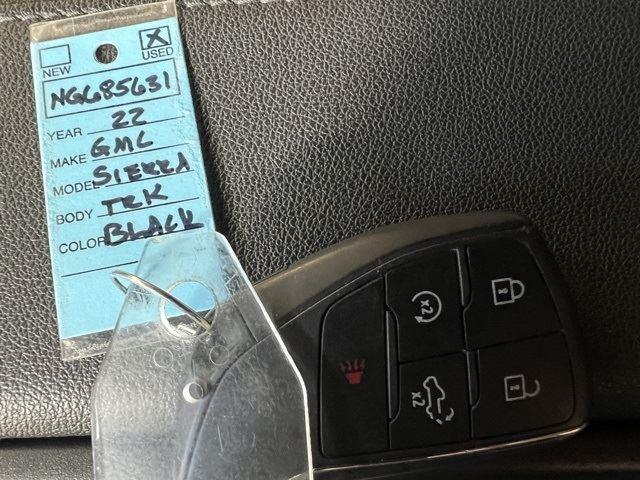 NEW USED
NG685631
YEAR 22
MAKE GMC
MODEL SIERRA
BODY TRK
COLOR BLACK
x2
x2